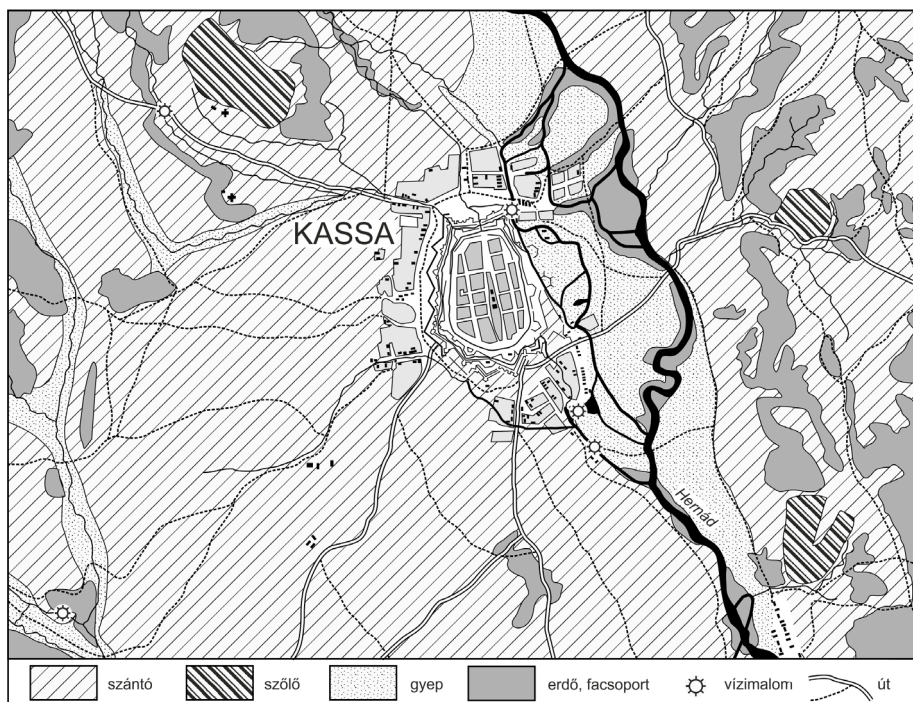 KASSA
Hernád
szántó
szőlő
gyep
erdő, facsoport
vízimalom
út